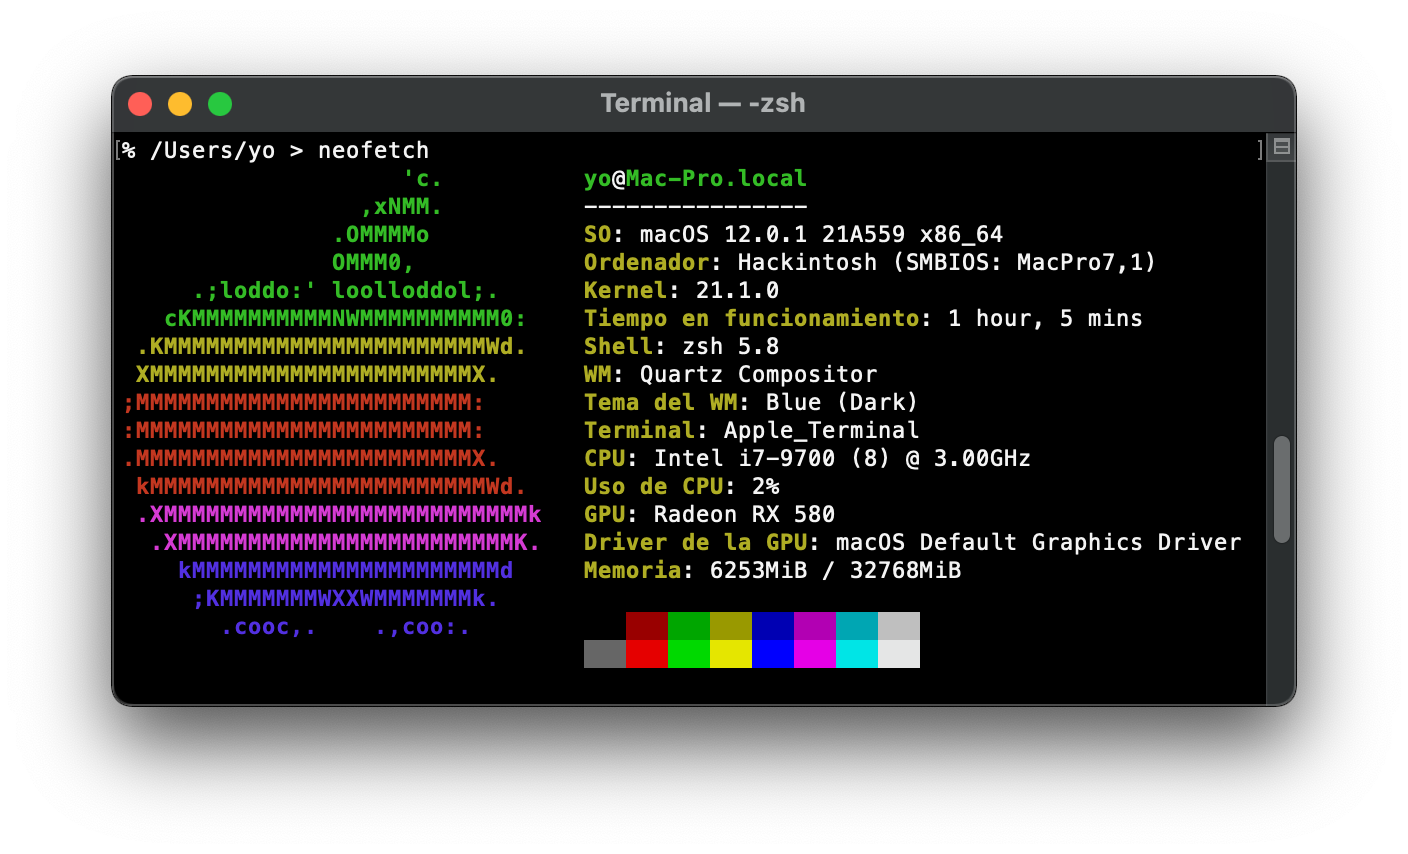 Terminal — -zsh
[% /Users/yo > neofetch ]
'c. yo@Mac-Pro.local
,xNMM. ----------------
.OMMMMo SO: macOS 12.0.1 21A559 x86_64
OMMM0, Ordenador: Hackintosh (SMBIOS: MacPro7,1)
.;loddo:' loolloddol;. Kernel: 21.1.0
cKMMMMMMMMMMNWMMMMMMMMMM0: Tiempo en funcionamiento: 1 hour, 5 mins
.KMMMMMMMMMMMMMMMMMMMMMMMWd. Shell: zsh 5.8
XMMMMMMMMMMMMMMMMMMMMMMMX. WM: Quartz Compositor
;MMMMMMMMMMMMMMMMMMMMMMMM: Tema del WM: Blue (Dark)
:MMMMMMMMMMMMMMMMMMMMMMMM: Terminal: Apple_Terminal
.MMMMMMMMMMMMMMMMMMMMMMMMX. CPU: Intel i7-9700 (8) @ 3.00GHz
kMMMMMMMMMMMMMMMMMMMMMMMMWd. Uso de CPU: 2%
.XMMMMMMMMMMMMMMMMMMMMMMMMMMk GPU: Radeon RX 580
.XMMMMMMMMMMMMMMMMMMMMMMMMK. Driver de la GPU: macOS Default Graphics Driver
kMMMMMMMMMMMMMMMMMMMMMMd Memoria: 6253MiB / 32768MiB
;KMMMMMMMWXXWMMMMMMMk.
.cooc,. .,coo:.